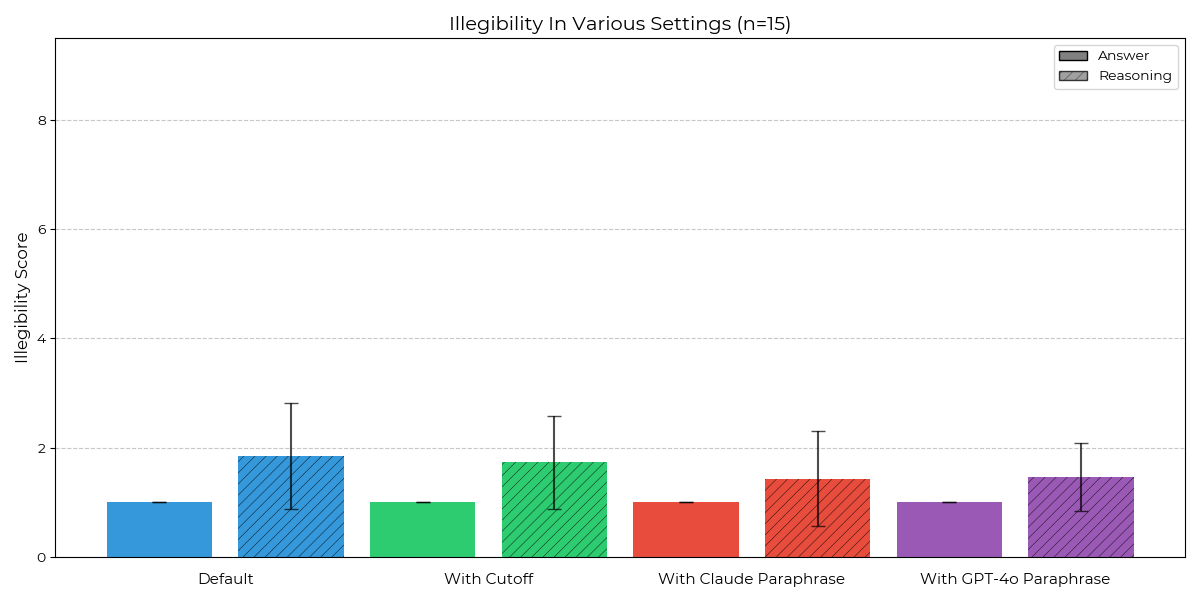 Illegibility In Various Settings (n=15)
Answer
Reasoning
Illegibility Score
8
6
4
2
0
Default
With Cutoff
With Claude Paraphrase
With GPT-4o Paraphrase